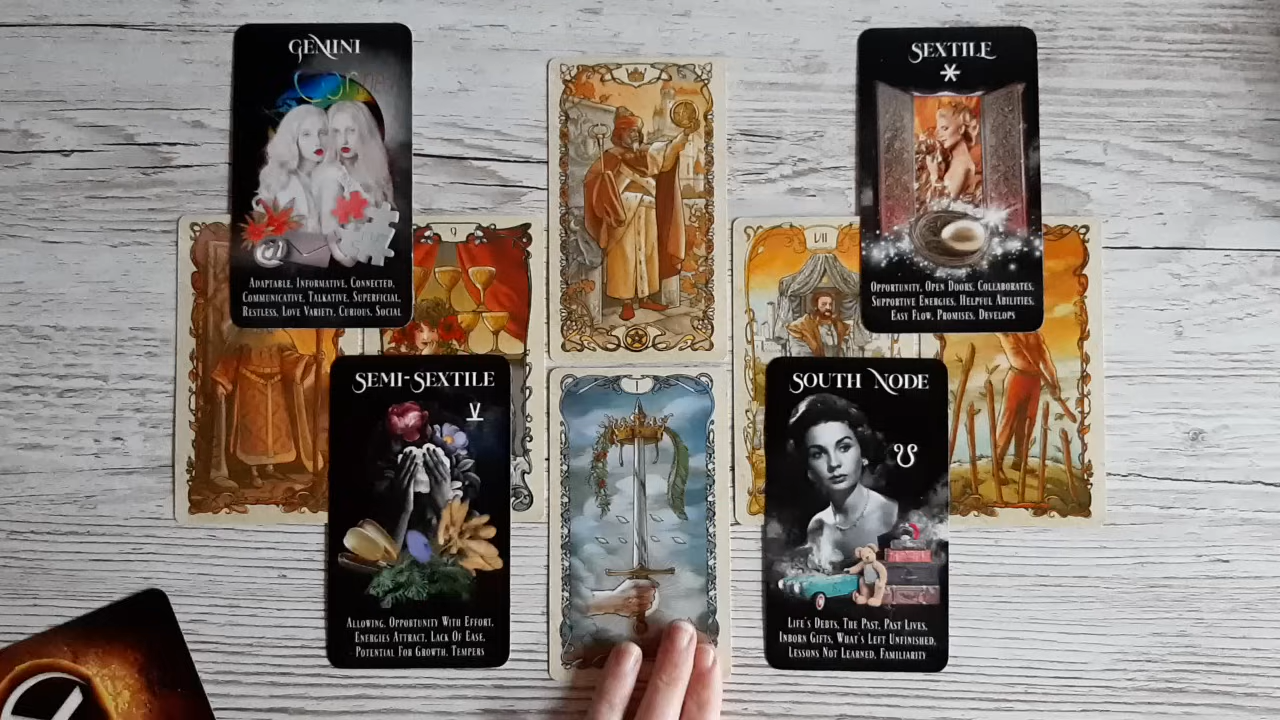 GEMINI
ADAPTABLE, INFORMATIVE, CONNECTED,
COMMUNICATIVE, TALKATIVE, SUPERFICIAL,
RESTLESS, LOVE VARIETY, CURIOUS, SOCIAL
SEXTILE
OPPORTUNITY, OPEN DOORS, COLLABORATES,
SUPPORTIVE ENERGIES, HELPFUL ABILITIES,
EASY FLOW, PROMISES, DEVELOPS
9
VII
SEMI-SEXTILE
ALLOWING, OPPORTUNITY WITH EFFORT,
ENERGIES ATTRACT, LACK OF EASE,
POTENTIAL FOR GROWTH, TEMPERS
I
SOUTH NODE
LIFE'S DEBTS, THE PAST, PAST LIVES,
INBORN GIFTS, WHAT'S LEFT UNFINISHED,
LESSONS NOT LEARNED, FAMILIARITY